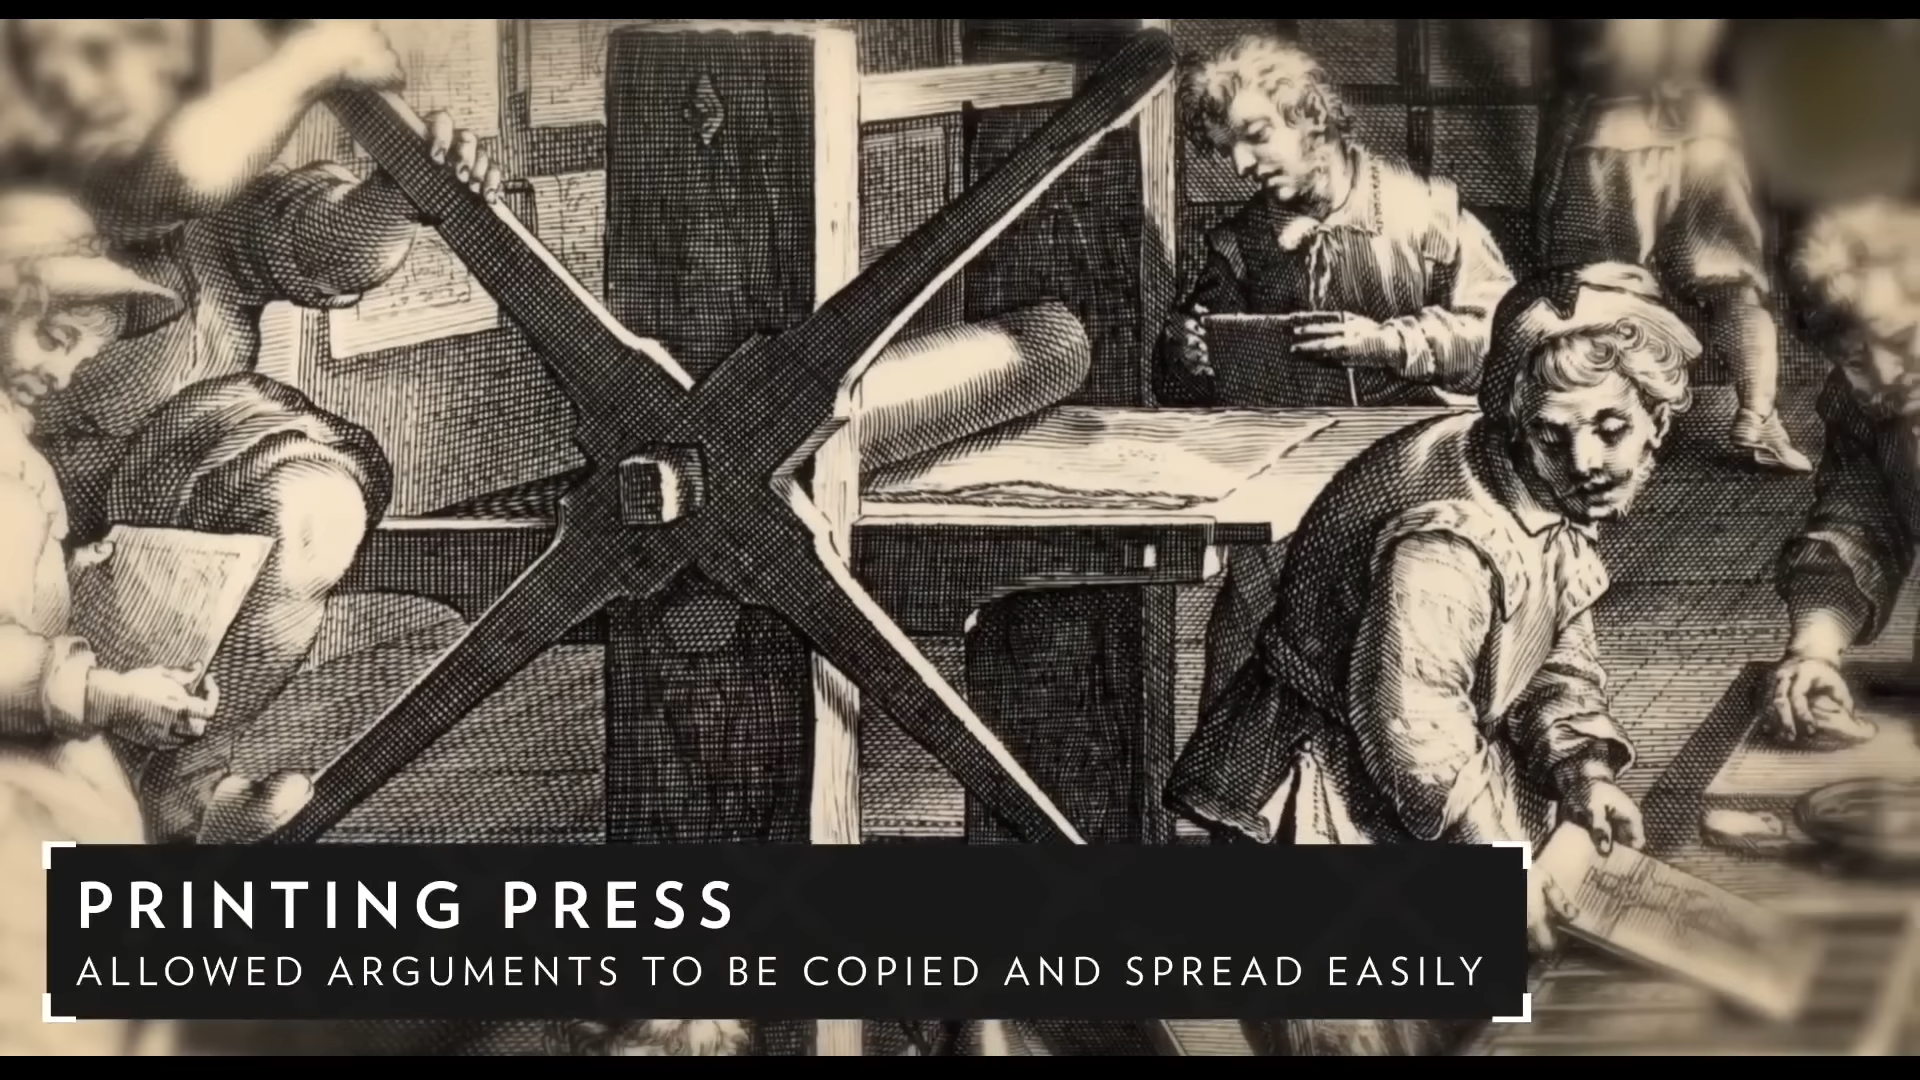 PRINTING PRESS
ALLOWED ARGUMENTS TO BE COPIED AND SPREAD EASILY